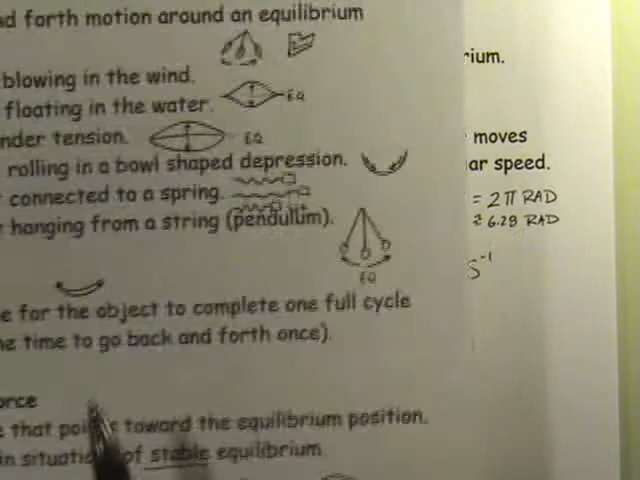 nd forth motion around an equilibrium
blowing in the wind.
floating in the water.
EQ
nder tension.
EQ
rolling in a bowl shaped depression.
connected to a spring.
hanging from a string (pendulum).
EQ
e for the object to complete one full cycle
e time to go back and forth once).
orce
e that points toward the equilibrium position.
in situations of stable equilibrium
rium.
moves
ar speed.
= 2π RAD
≈ 6.28 RAD
S⁻¹